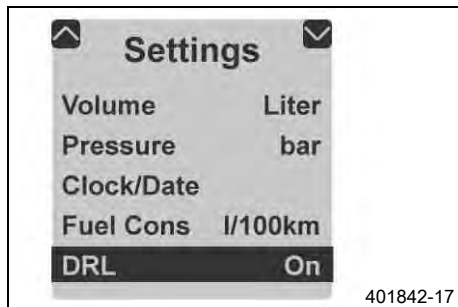 Settings
Volume Liter
Pressure bar
Clock/Date
Fuel Cons l/100km
DRL On
401842-17